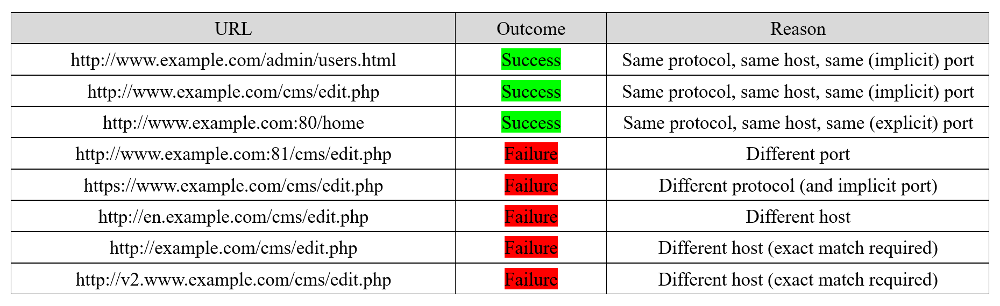 URL Outcome Reason
http://www.example.com/admin/users.html Success Same protocol, same host, same (implicit) port
http://www.example.com/cms/edit.php Success Same protocol, same host, same (implicit) port
http://www.example.com:80/home Success Same protocol, same host, same (explicit) port
http://www.example.com:81/cms/edit.php Failure Different port
https://www.example.com/cms/edit.php Failure Different protocol (and implicit port)
http://en.example.com/cms/edit.php Failure Different host
http://example.com/cms/edit.php Failure Different host (exact match required)
http://v2.www.example.com/cms/edit.php Failure Different host (exact match required)